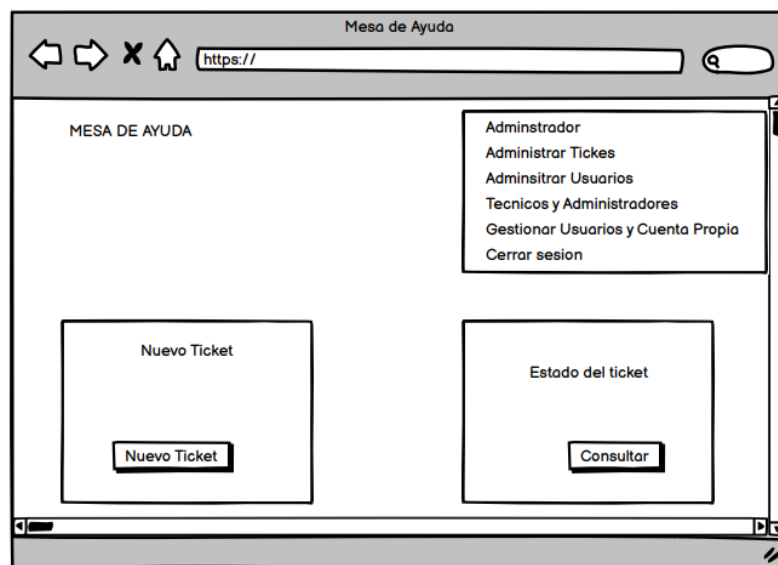 Mesa de Ayuda
https://
MESA DE AYUDA
Adminstrador
Administrar Tickes
Adminsitrar Usuarios
Tecnicos y Administradores
Gestionar Usuarios y Cuenta Propia
Cerrar sesion
Nuevo Ticket
Nuevo Ticket
Estado del ticket
Consultar